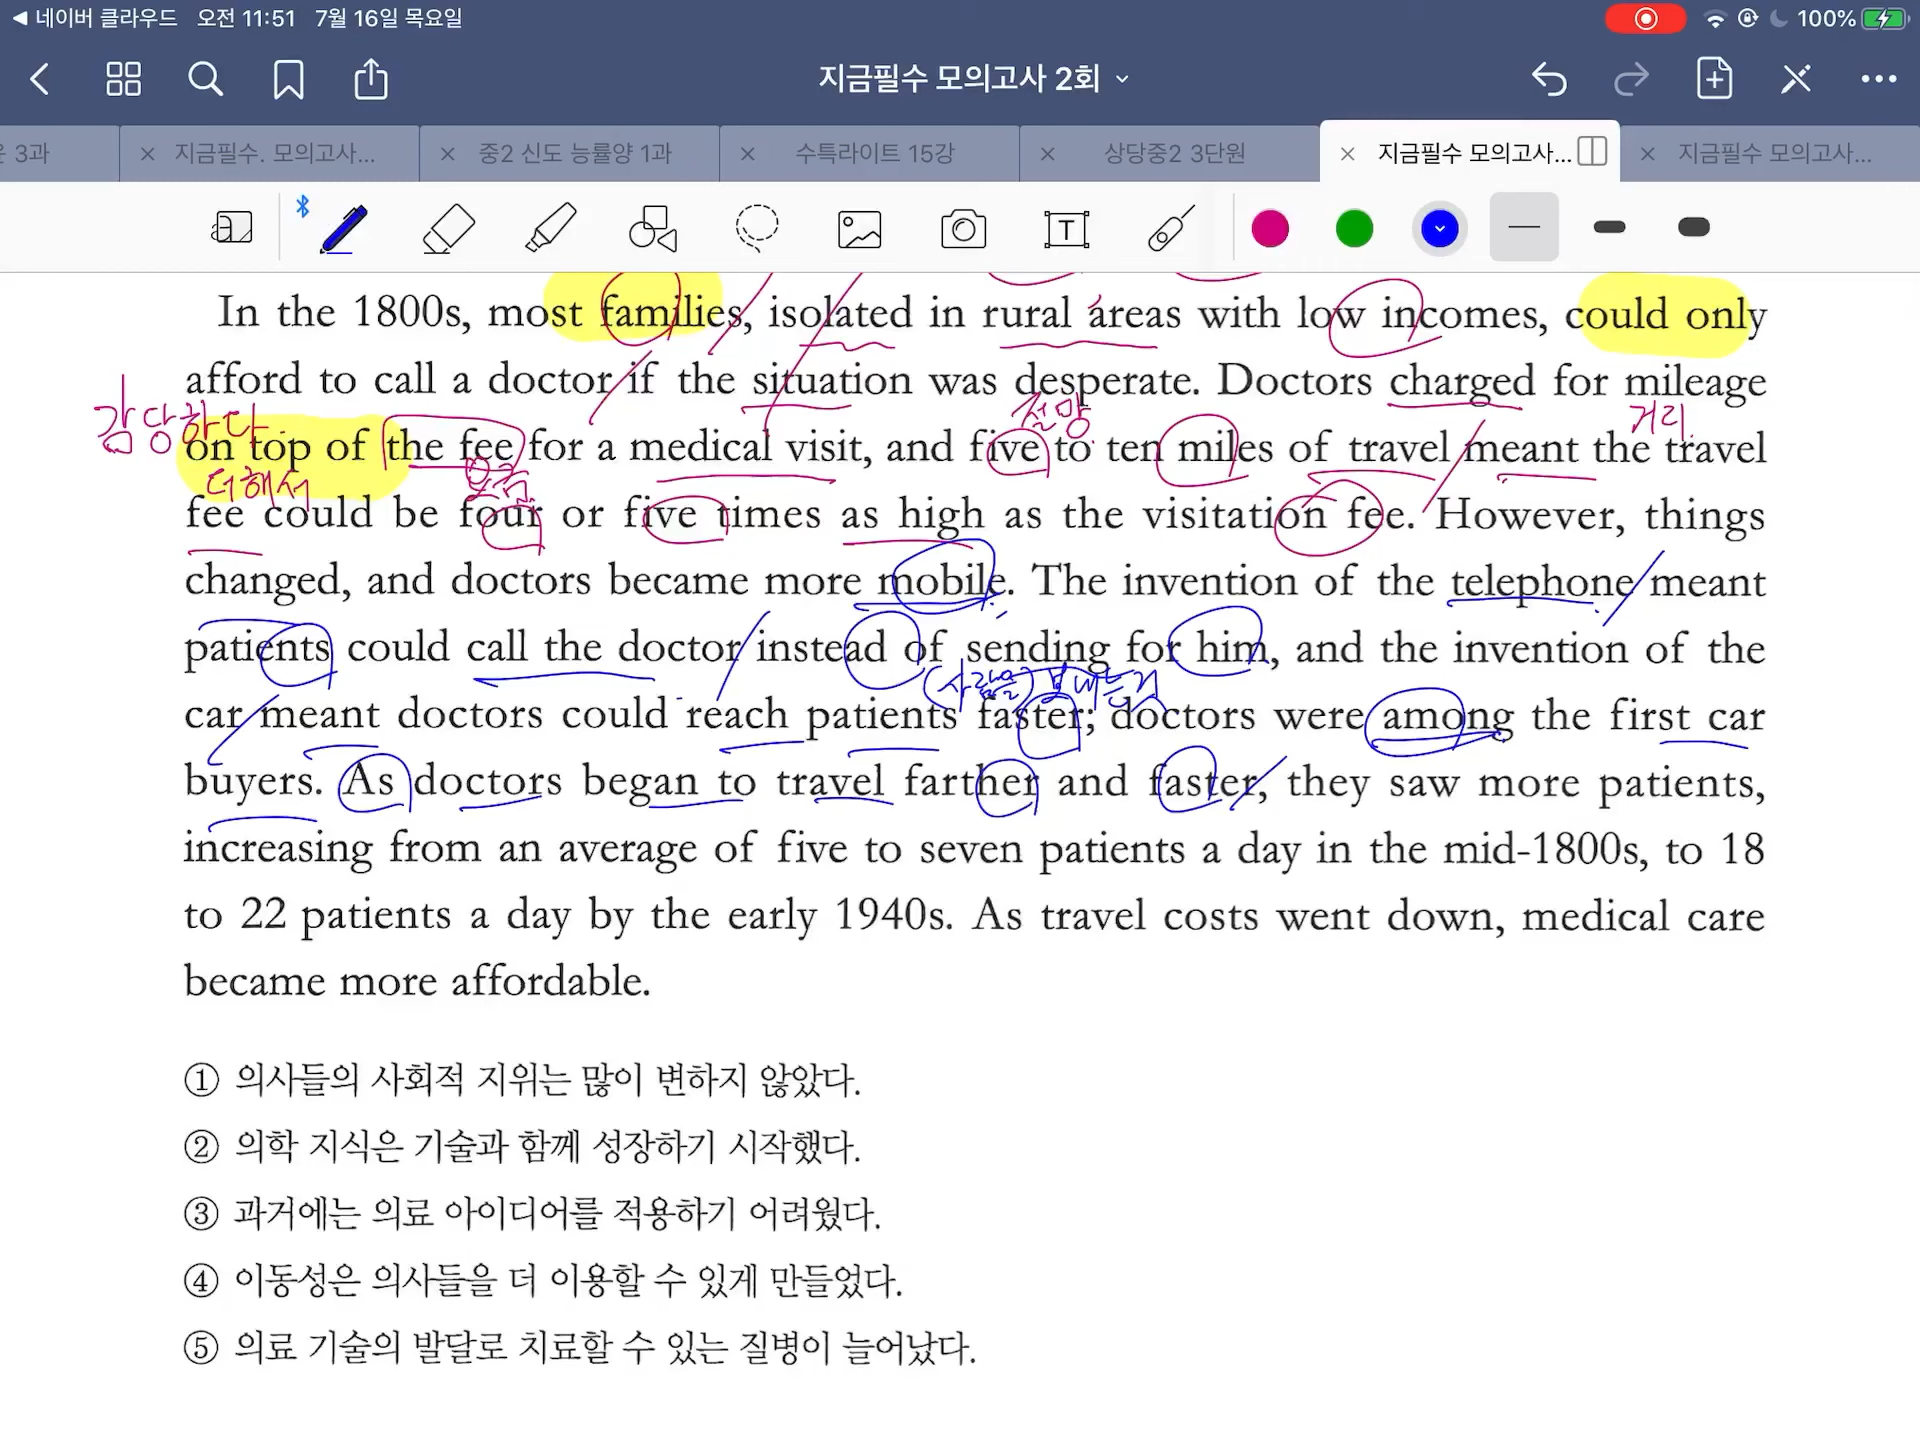 네이버 클라우드 오전 11:51 7월 16일 목요일 100%
지금필수 모의고사 2회
3과 지금필수. 모의고사... 중2 신도 능률양 1과 수특라이트 15강 상당중2 3단원 지금필수 모의고사... 지금필수 모의고사...
In the 1800s, most families, isolated in rural areas with low incomes, could only
afford to call a doctor if the situation was desperate. Doctors charged for mileage
감당하다 절망 거리
on top of the fee for a medical visit, and five to ten miles of travel meant the travel
더해서 요금
fee could be four or five times as high as the visitation fee. However, things
changed, and doctors became more mobile. The invention of the telephone meant
patients could call the doctor instead of sending for him, and the invention of the
(사람을) 보내는거
car meant doctors could reach patients faster; doctors were among the first car
buyers. As doctors began to travel farther and faster, they saw more patients,
increasing from an average of five to seven patients a day in the mid-1800s, to 18
to 22 patients a day by the early 1940s. As travel costs went down, medical care
became more affordable.
① 의사들의 사회적 지위는 많이 변하지 않았다.
② 의학 지식은 기술과 함께 성장하기 시작했다.
③ 과거에는 의료 아이디어를 적용하기 어려웠다.
④ 이동성은 의사들을 더 이용할 수 있게 만들었다.
⑤ 의료 기술의 발달로 치료할 수 있는 질병이 늘어났다.